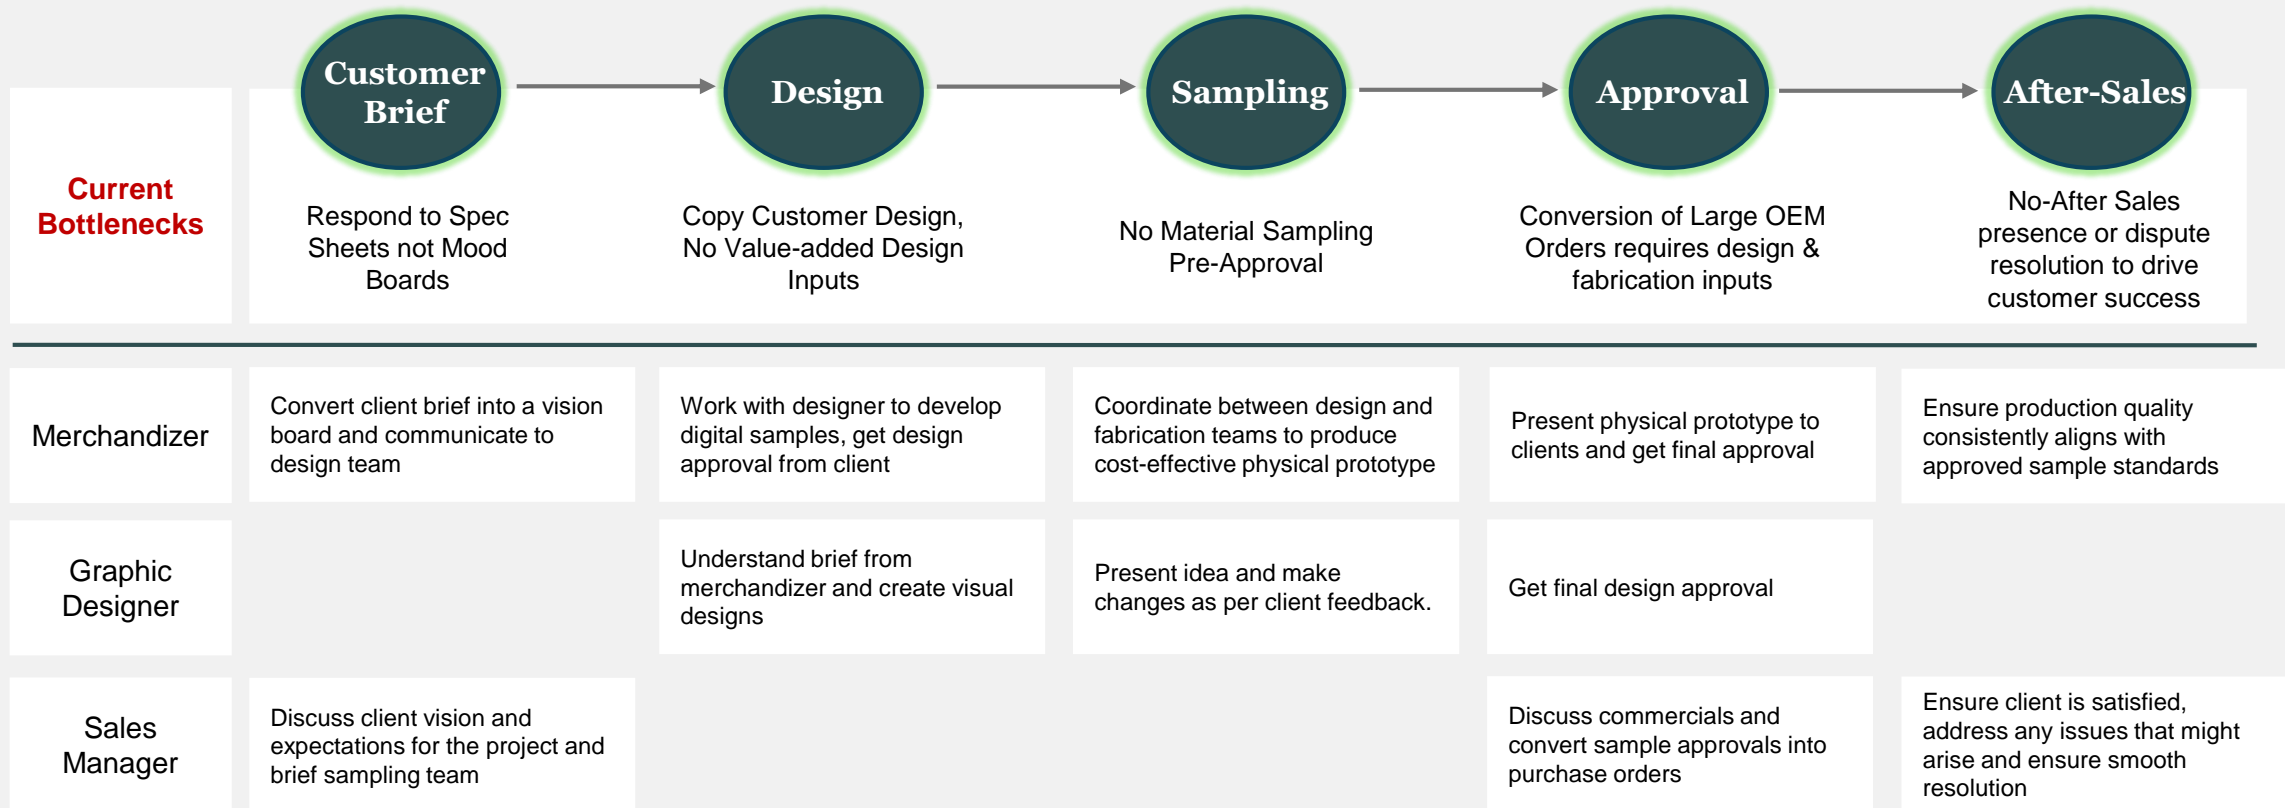 Customer
Brief
Design
Sampling
Approval
After-Sales
Current
Bottlenecks
Respond to Spec
Sheets not Mood
Boards
Copy Customer Design,
No Value-added Design
Inputs
No Material Sampling
Pre-Approval
Conversion of Large OEM
Orders requires design &
fabrication inputs
No-After Sales
presence or dispute
resolution to drive
customer success
Merchandizer
Convert client brief into a vision
board and communicate to
design team
Work with designer to develop
digital samples, get design
approval from client
Coordinate between design and
fabrication teams to produce
cost-effective physical prototype
Present physical prototype to
clients and get final approval
Ensure production quality
consistently aligns with
approved sample standards
Graphic
Designer
Understand brief from
merchandizer and create visual
designs
Present idea and make
changes as per client feedback.
Get final design approval
Sales
Manager
Discuss client vision and
expectations for the project and
brief sampling team
Discuss commercials and
convert sample approvals into
purchase orders
Ensure client is satisfied,
address any issues that might
arise and ensure smooth
resolution